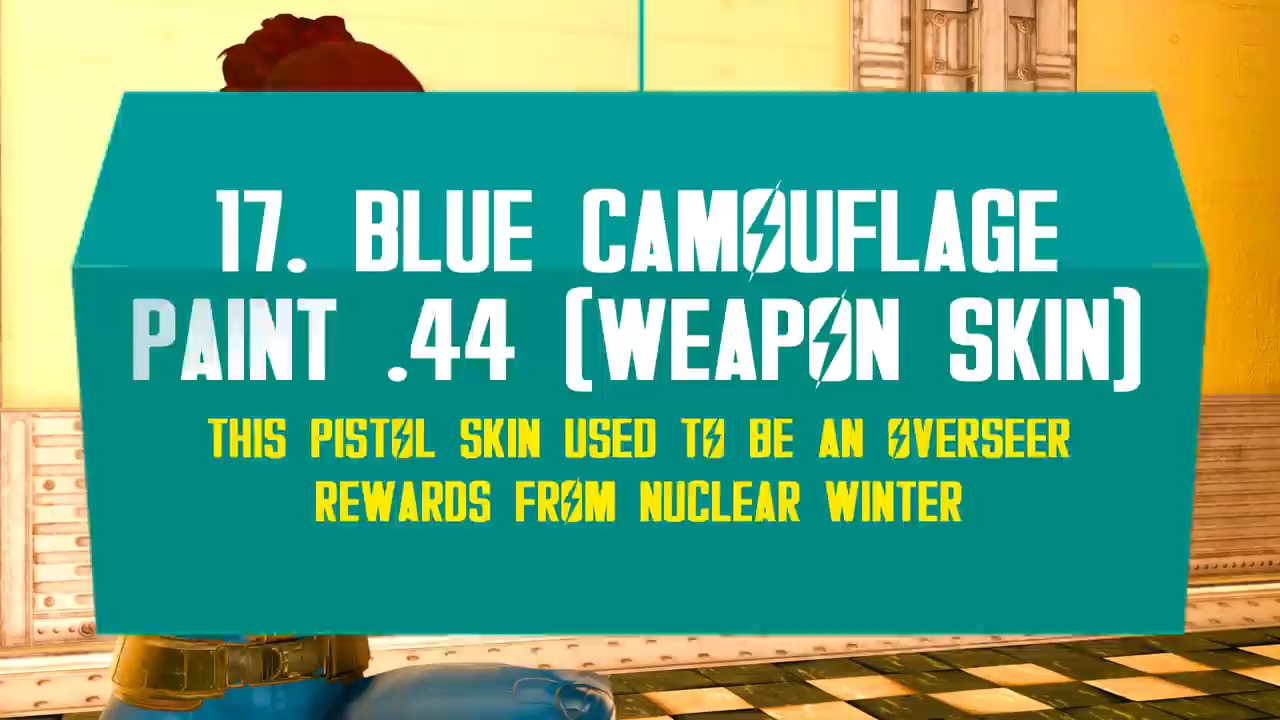 17. BLUE CAMOUFLAGE
PAINT .44 (WEAPON SKIN)
THIS PISTOL SKIN USED TO BE AN OVERSEER
REWARDS FROM NUCLEAR WINTER